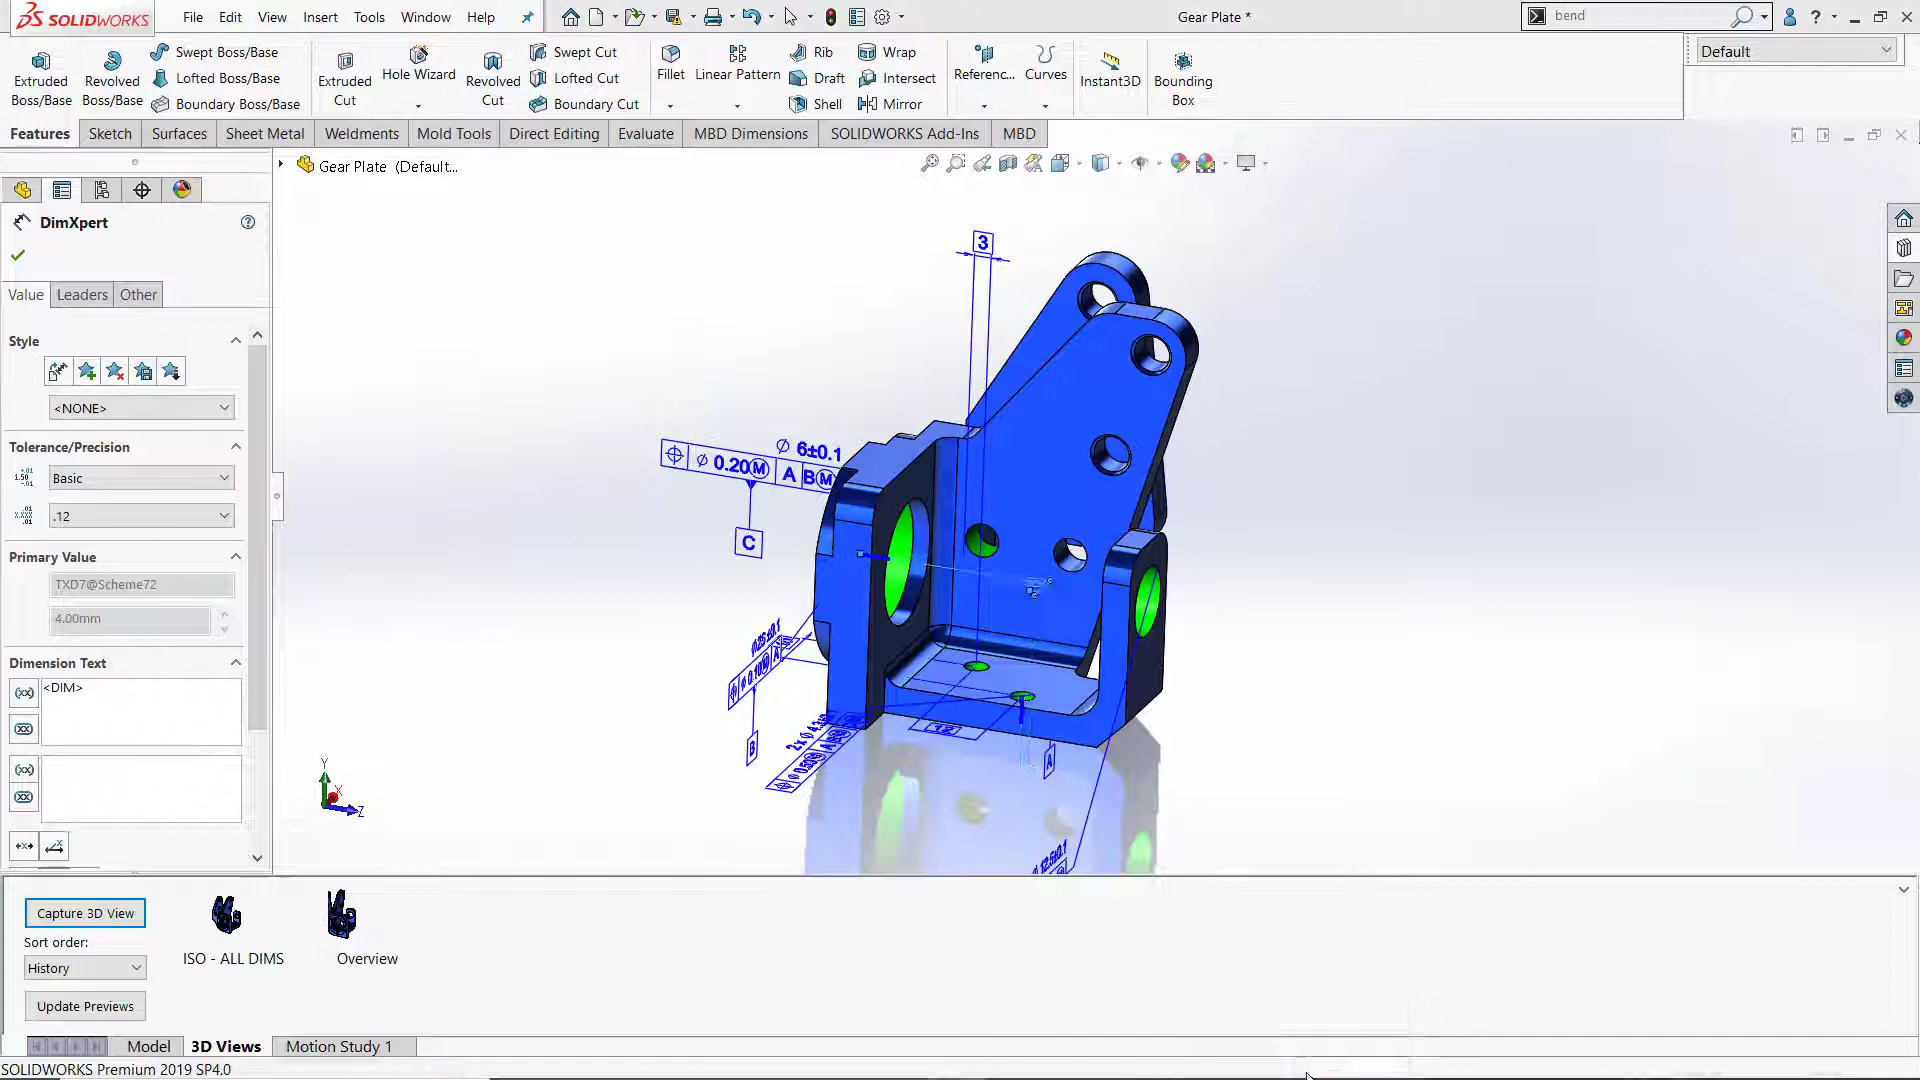 SOLIDWORKS File Edit View Insert Tools Window Help Gear Plate * bend
Extruded Boss/Base
Revolved Boss/Base
Swept Boss/Base
Lofted Boss/Base
Boundary Boss/Base
Extruded Cut
Hole Wizard
Revolved Cut
Swept Cut
Lofted Cut
Boundary Cut
Fillet
Linear Pattern
Rib
Draft
Shell
Wrap
Intersect
Mirror
Referenc...
Curves
Instant3D
Bounding Box
Default
Features Sketch Surfaces Sheet Metal Weldments Mold Tools Direct Editing Evaluate MBD Dimensions SOLIDWORKS Add-Ins MBD
Gear Plate (Default...
DimXpert
Value Leaders Other
Style
<NONE>
Tolerance/Precision
Basic
.12
Primary Value
TXD7@Scheme72
4.00mm
Dimension Text
<DIM>
3
∅ 6±0.1
∅ 0.20Ⓜ A BⓂ
C
B
12
A
Y
X
Z
Capture 3D View
Sort order:
History
Update Previews
ISO - ALL DIMS
Overview
Model 3D Views Motion Study 1
SOLIDWORKS Premium 2019 SP4.0